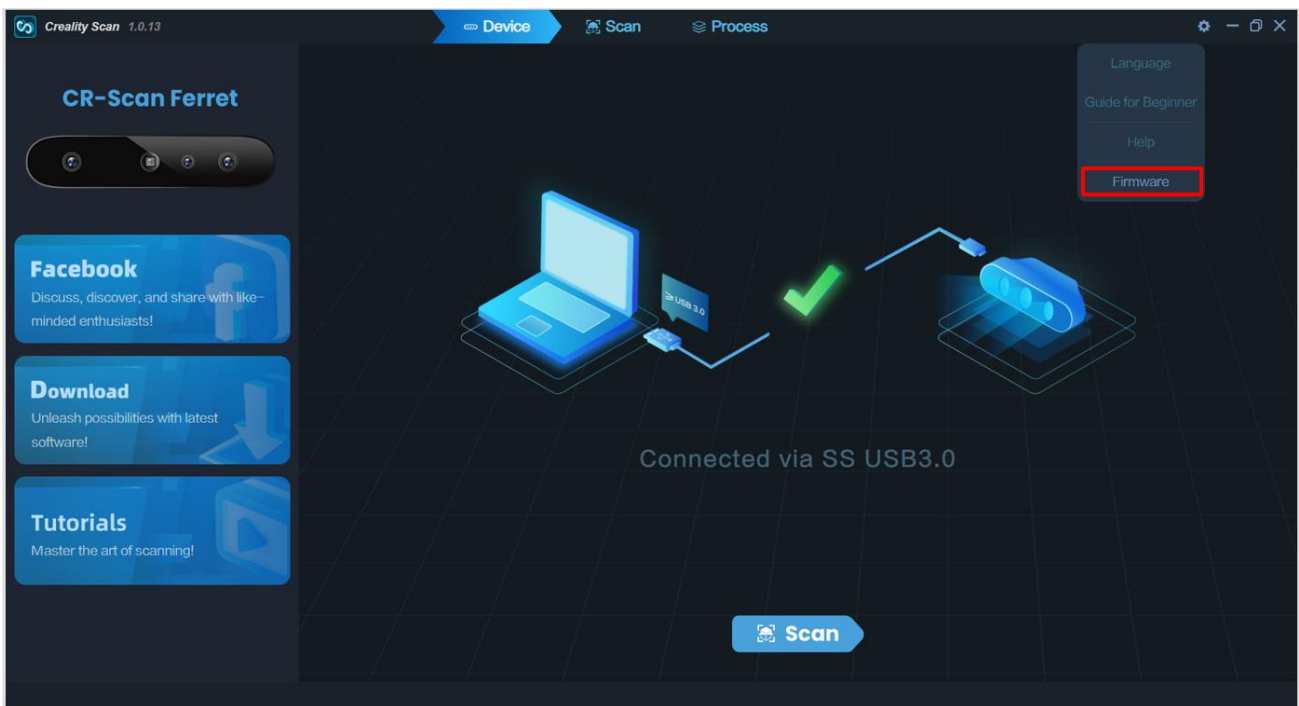 Creality Scan 1.0.13
Device
Scan
Process
Language
Guide for Beginner
Help
Firmware
CR-Scan Ferret
Facebook
Discuss, discover, and share with like-
minded enthusiasts!
Download
Unleash possibilities with latest
software!
Tutorials
Master the art of scanning!
≥ USB 3.0
Connected via SS USB3.0
Scan